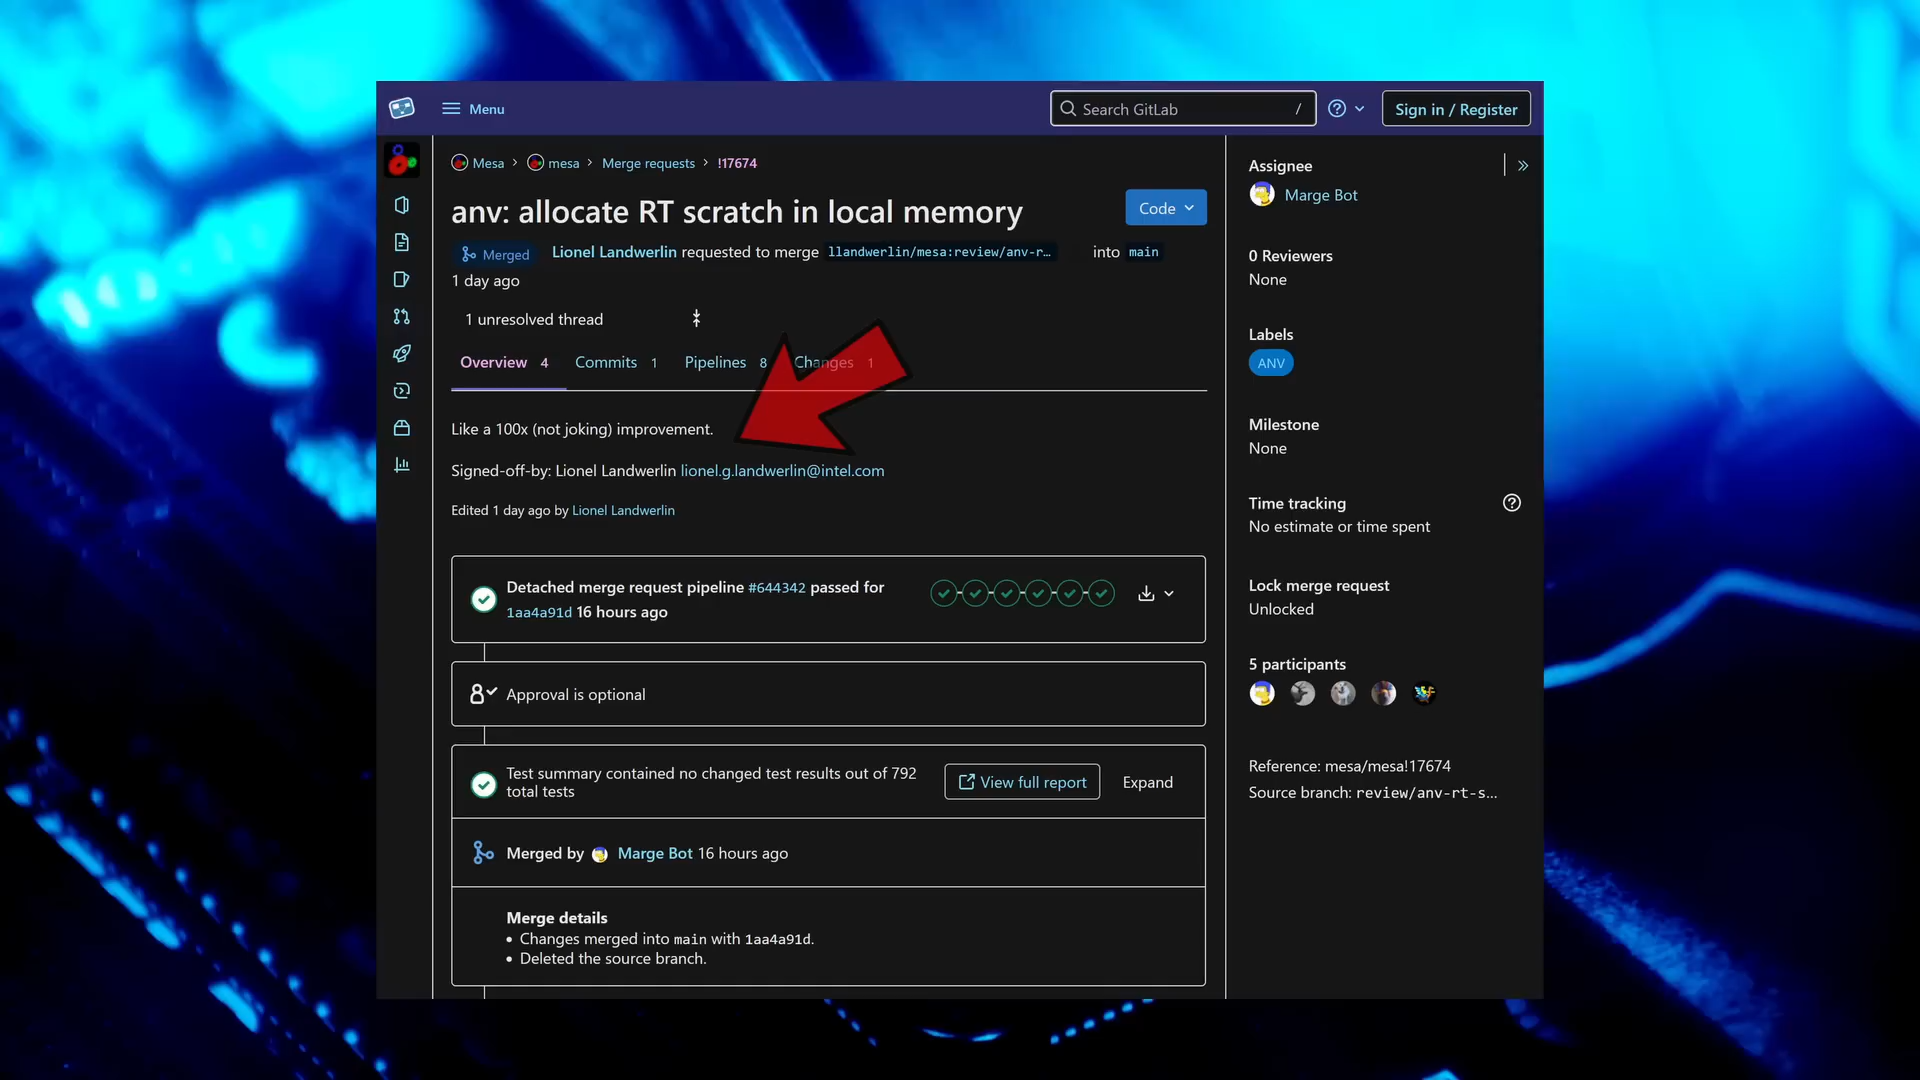 Menu
Search GitLab /
Sign in / Register
Mesa > mesa > Merge requests > !17674
anv: allocate RT scratch in local memory
Code
Merged Lionel Landwerlin requested to merge llandwerlin/mesa:review/anv-r… into main
1 day ago
1 unresolved thread
Overview 4 Commits 1 Pipelines 8 Changes 1
Like a 100x (not joking) improvement.
Signed-off-by: Lionel Landwerlin lionel.g.landwerlin@intel.com
Edited 1 day ago by Lionel Landwerlin
Detached merge request pipeline #644342 passed for
1aa4a91d 16 hours ago
Approval is optional
Test summary contained no changed test results out of 792
total tests
View full report
Expand
Merged by Marge Bot 16 hours ago
Merge details
• Changes merged into main with 1aa4a91d.
• Deleted the source branch.
Assignee
Marge Bot
0 Reviewers
None
Labels
ANV
Milestone
None
Time tracking
No estimate or time spent
Lock merge request
Unlocked
5 participants
Reference: mesa/mesa!17674
Source branch: review/anv-rt-s…